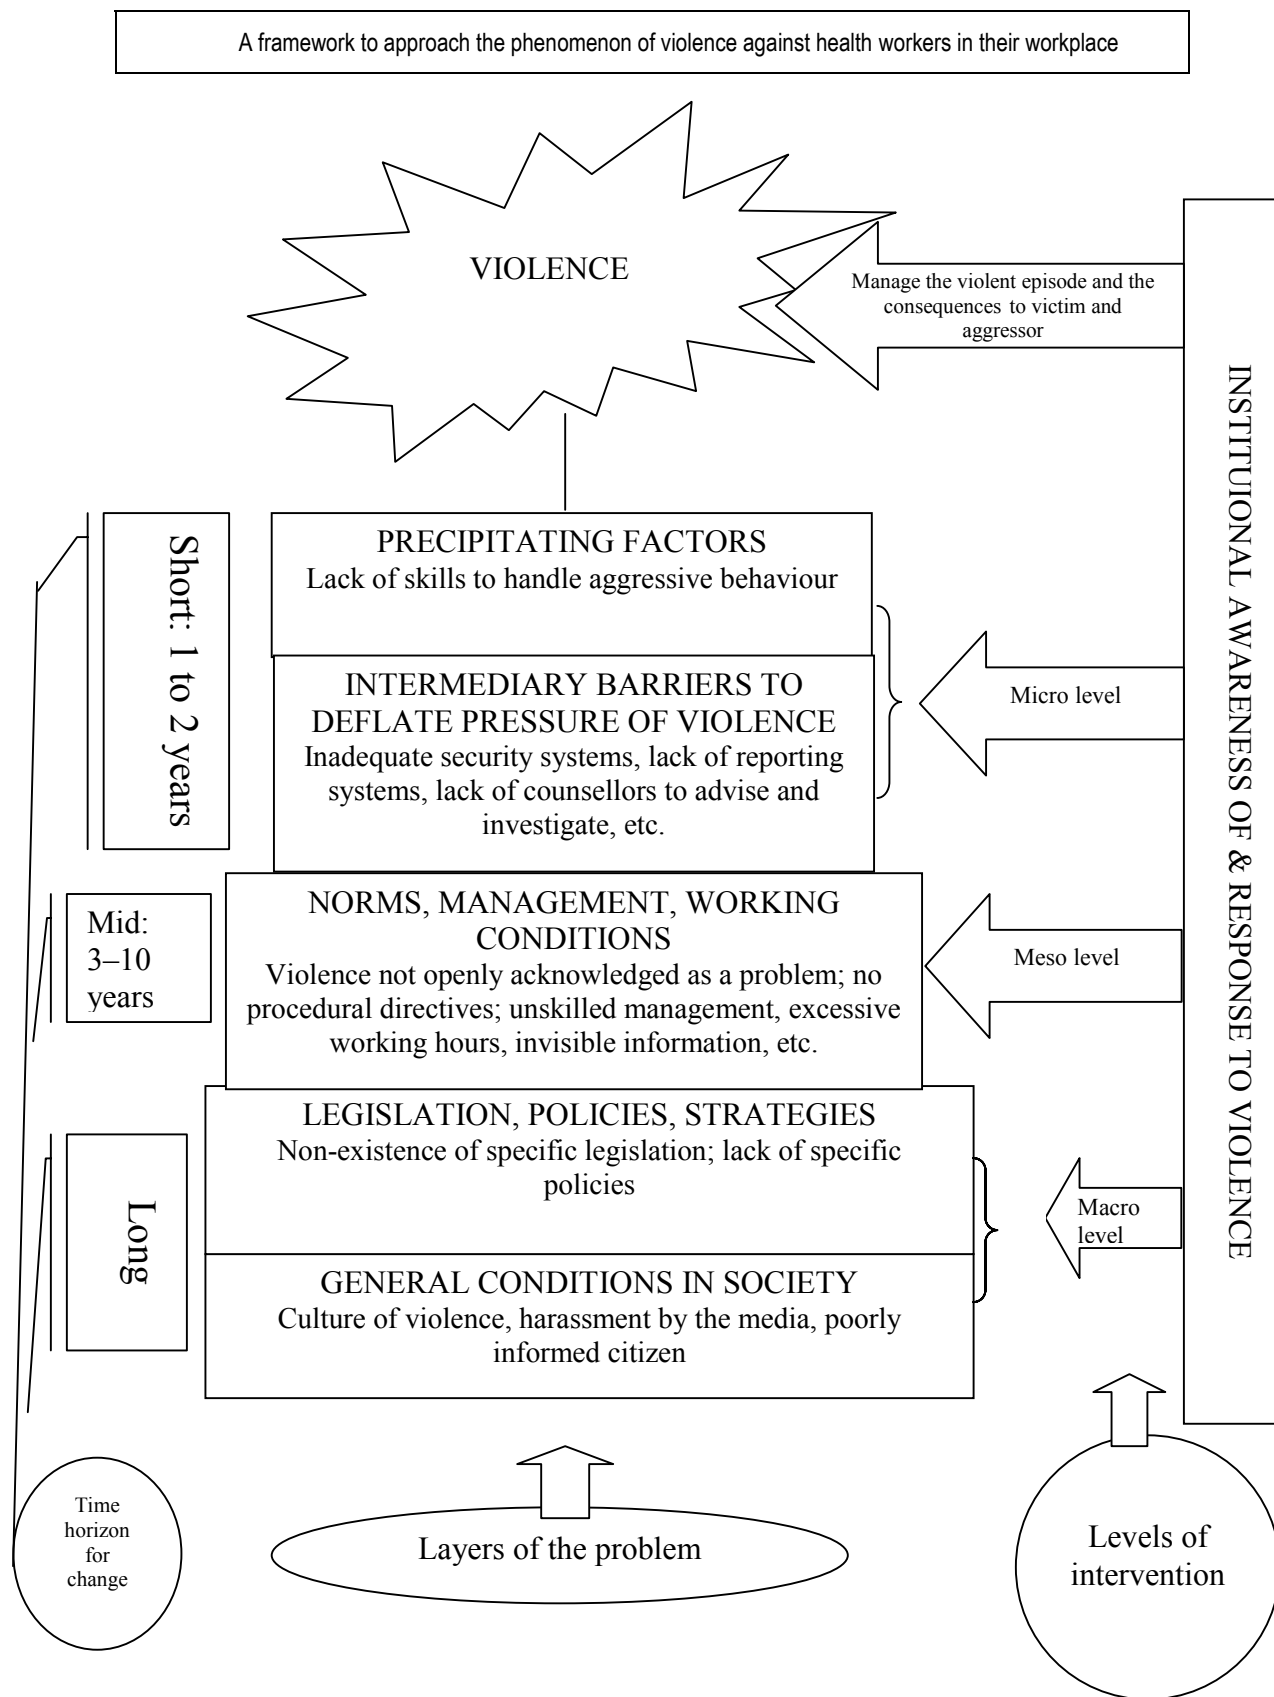 A framework to approach the phenomenon of violence against health workers in their workplace
VIOLENCE
Manage the violent episode and the
consequences to victim and
aggressor
INSTITUIONAL AWARENESS OF & RESPONSE TO VIOLENCE
Short: 1 to 2 years
PRECIPITATING FACTORS
Lack of skills to handle aggressive behaviour
INTERMEDIARY BARRIERS TO
DEFLATE PRESSURE OF VIOLENCE
Inadequate security systems, lack of reporting
systems, lack of counsellors to advise and
investigate, etc.
Micro level
Mid:
3–10
years
NORMS, MANAGEMENT, WORKING
CONDITIONS
Violence not openly acknowledged as a problem; no
procedural directives; unskilled management, excessive
working hours, invisible information, etc.
Meso level
Long
LEGISLATION, POLICIES, STRATEGIES
Non-existence of specific legislation; lack of specific
policies
GENERAL CONDITIONS IN SOCIETY
Culture of violence, harassment by the media, poorly
informed citizen
Macro
level
Time
horizon
for
change
Layers of the problem
Levels of
intervention